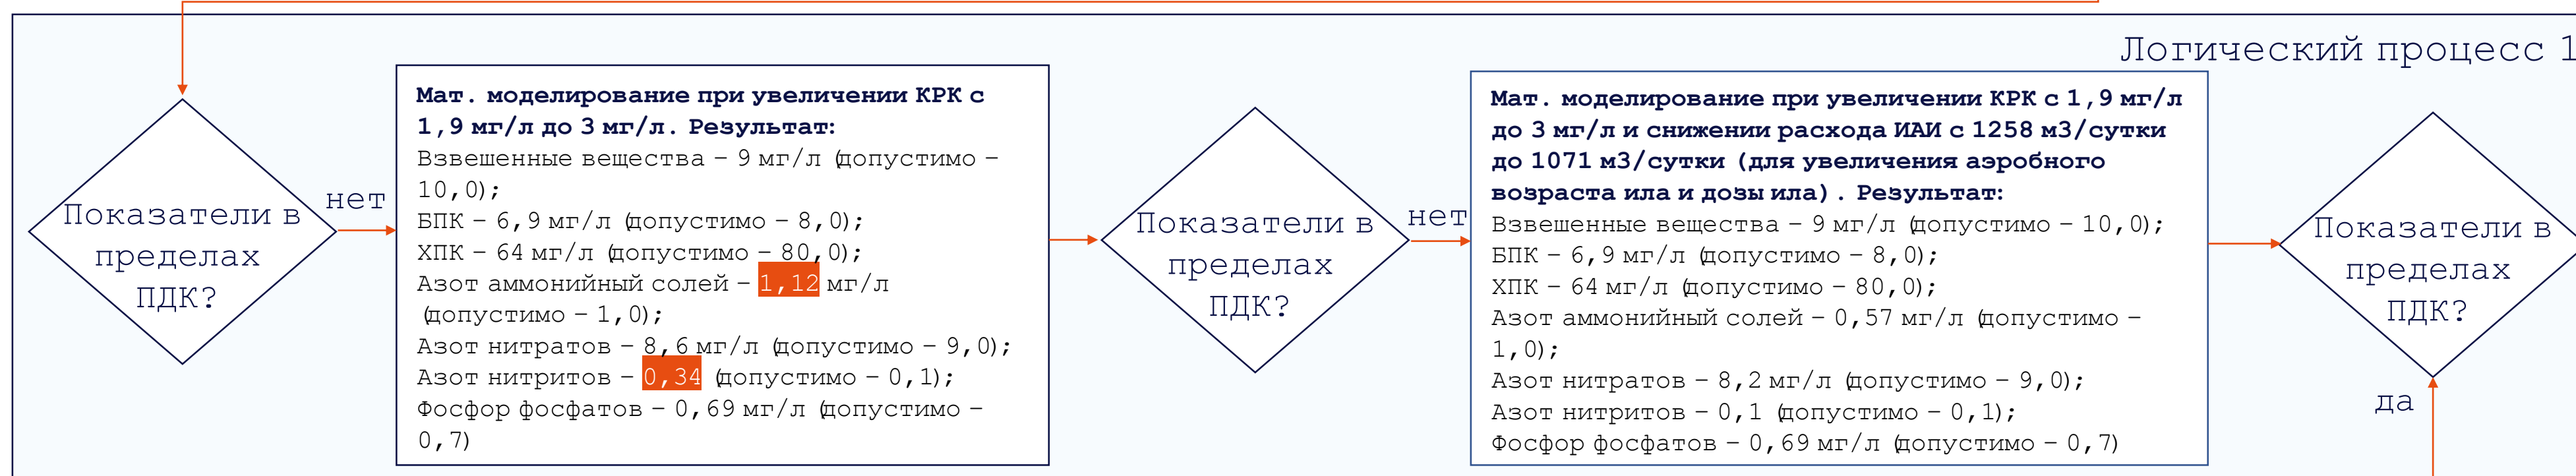 Логический процесс 1
Показатели в
пределах
ПДК?
нет
Мат. моделирование при увеличении КРК с
1,9 мг/л до 3 мг/л. Результат:
Взвешенные вещества – 9 мг/л (допустимо –
10,0);
БПК – 6,9 мг/л (допустимо – 8,0);
ХПК – 64 мг/л (допустимо – 80,0);
Азот аммонийный солей – 1,12 мг/л
(допустимо – 1,0);
Азот нитратов – 8,6 мг/л (допустимо – 9,0);
Азот нитритов – 0,34 (допустимо – 0,1);
Фосфор фосфатов – 0,69 мг/л (допустимо –
0,7)
Показатели в
пределах
ПДК?
нет
Мат. моделирование при увеличении КРК с 1,9 мг/л
до 3 мг/л и снижении расхода ИАИ с 1258 м3/сутки
до 1071 м3/сутки (для увеличения аэробного
возраста ила и дозы ила). Результат:
Взвешенные вещества – 9 мг/л (допустимо – 10,0);
БПК – 6,9 мг/л (допустимо – 8,0);
ХПК – 64 мг/л (допустимо – 80,0);
Азот аммонийный солей – 0,57 мг/л (допустимо –
1,0);
Азот нитратов – 8,2 мг/л (допустимо – 9,0);
Азот нитритов – 0,1 (допустимо – 0,1);
Фосфор фосфатов – 0,69 мг/л (допустимо – 0,7)
Показатели в
пределах
ПДК?
да